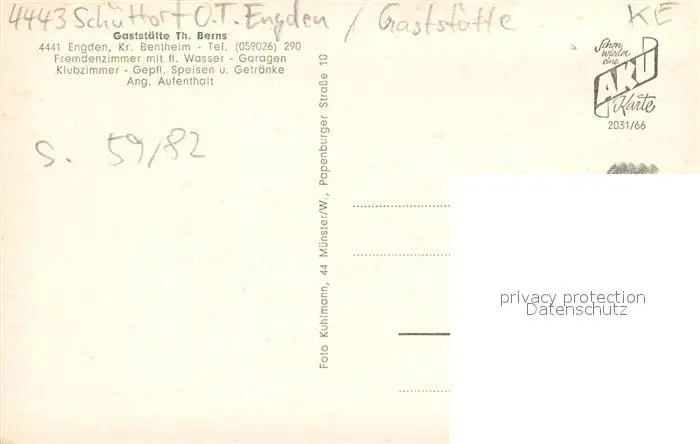 4443 Schüttorf O.T. Engden / Gaststätte KE
Gaststätte Th. Berns
4441 Engden, Kr. Bentheim - Tel. (059026) 290
Fremdenzimmer mit fl. Wasser - Garagen
Klubzimmer - Gepfl. Speisen u. Getränke
Ang. Aufenthalt
S. 59/82
Foto Kuhlmann, 44 Münster/W., Papenburger Straße 10
Schon
wieder
eine
AKU
Karte
2031/66
privacy protection
Datenschutz